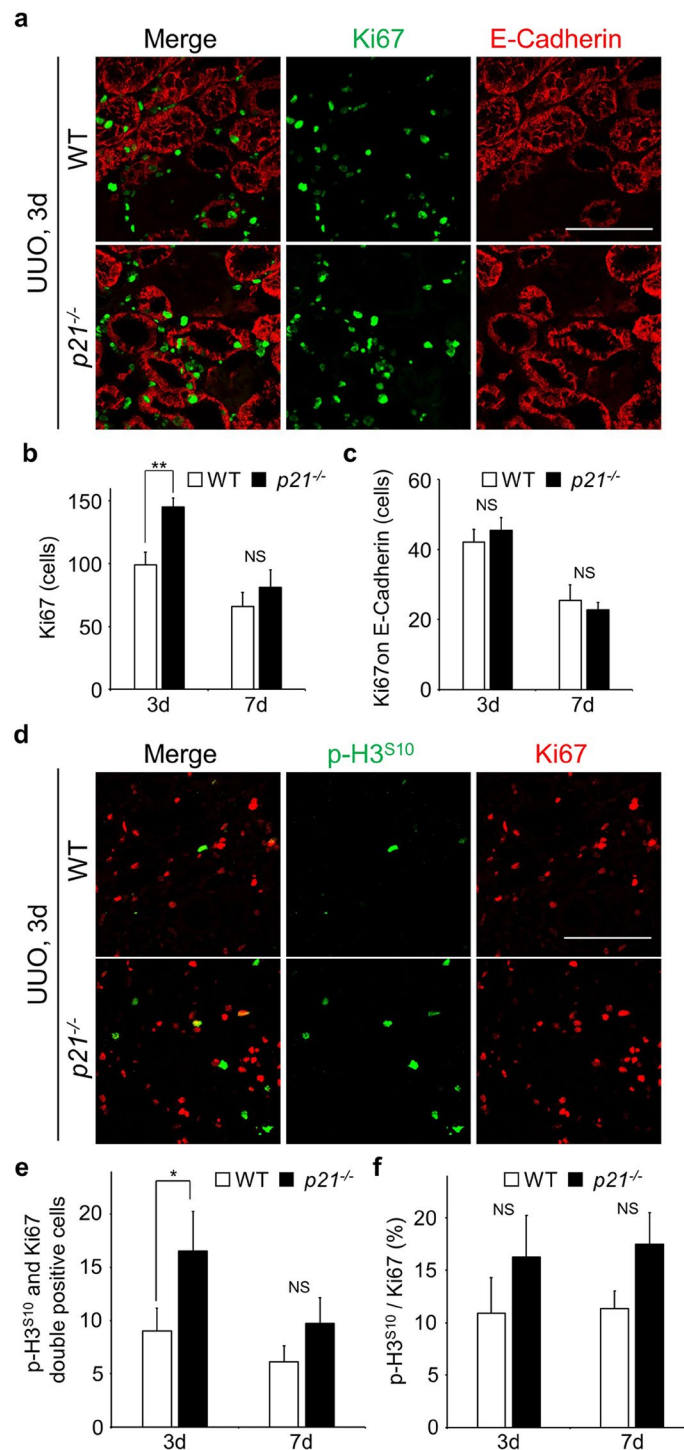 a
Merge Ki67 E-Cadherin
UUO, 3d
WT
p21-/-
b
** WT p21-/-
Ki67 (cells)
150
100
50
0
NS
3d 7d
c
WT p21-/-
Ki67on E-Cadherin (cells)
60
40
20
0
NS
NS
3d 7d
d
Merge p-H3S10 Ki67
UUO, 3d
WT
p21-/-
e
* WT p21-/-
p-H3S10 and Ki67
double positive cells
20
15
10
5
0
NS
3d 7d
f
WT p21-/-
p-H3S10 / Ki67 (%)
20
15
10
5
0
NS NS
3d 7d